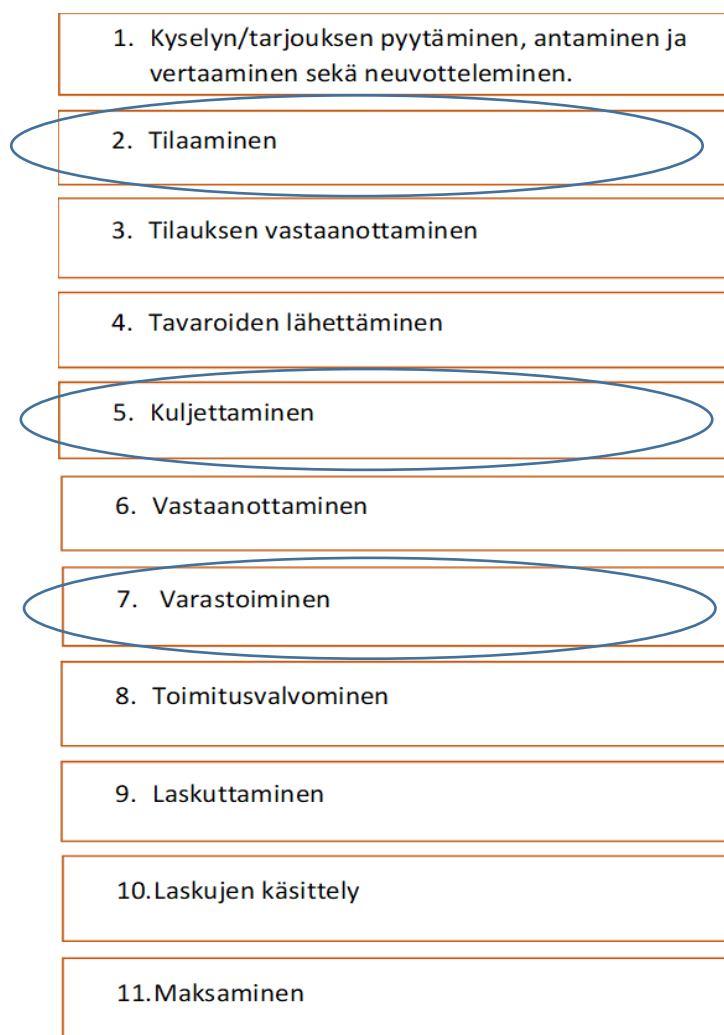 1. Kyselyn/tarjouksen pyytäminen, antaminen ja
vertaaminen sekä neuvotteleminen.
2. Tilaaminen
3. Tilauksen vastaanottaminen
4. Tavaroiden lähettäminen
5. Kuljettaminen
6. Vastaanottaminen
7. Varastoiminen
8. Toimitusvalvominen
9. Laskuttaminen
10.Laskujen käsittely
11.Maksaminen